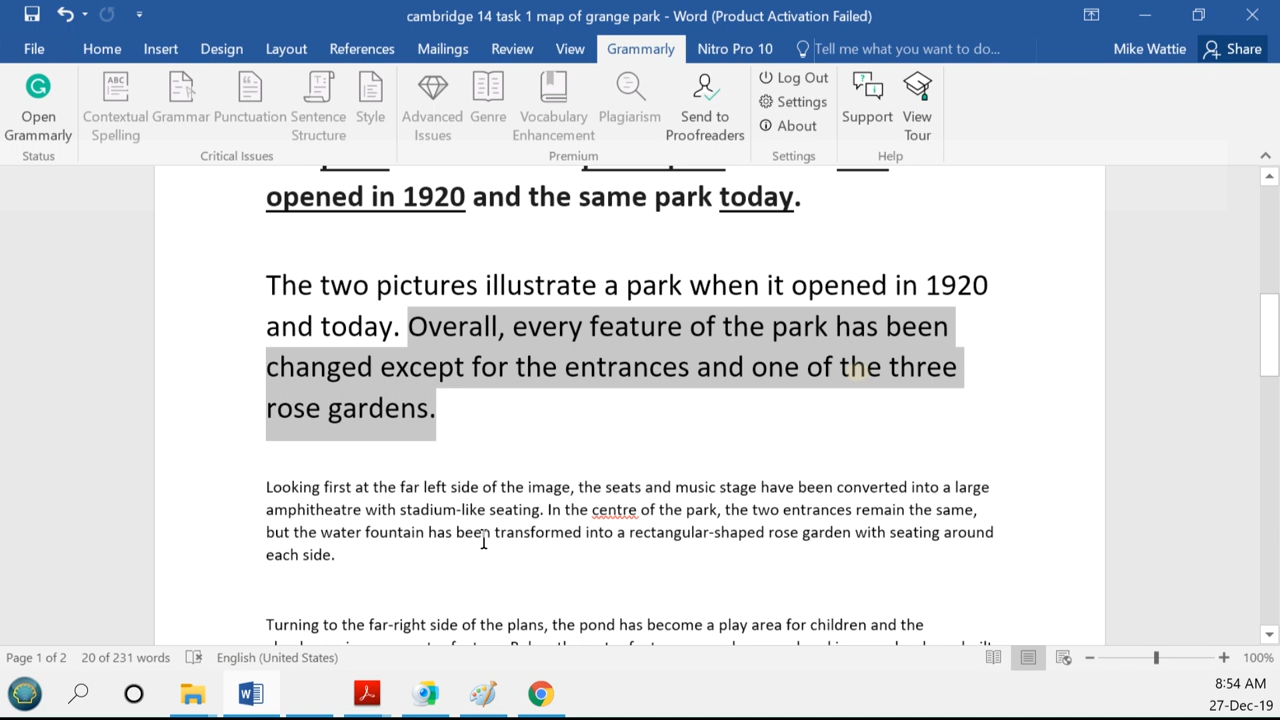 cambridge 14 task 1 map of grange park - Word (Product Activation Failed)
File Home Insert Design Layout References Mailings Review View Grammarly Nitro Pro 10 Tell me what you want to do... Mike Wattie Share
Open Grammarly
Status
ABC
Contextual Spelling
Grammar
Punctuation
Sentence Structure
Style
Critical Issues
Advanced Issues
Genre
Vocabulary Enhancement
Plagiarism
Send to Proofreaders
Premium
Log Out
Settings
About
Settings
Support
View Tour
Help
opened in 1920 and the same park today.
The two pictures illustrate a park when it opened in 1920
and today. Overall, every feature of the park has been
changed except for the entrances and one of the three
rose gardens.
Looking first at the far left side of the image, the seats and music stage have been converted into a large
amphitheatre with stadium-like seating. In the centre of the park, the two entrances remain the same,
but the water fountain has been transformed into a rectangular-shaped rose garden with seating around
each side.
Turning to the far-right side of the plans, the pond has become a play area for children and the
Page 1 of 2 20 of 231 words English (United States) 100%
8:54 AM
27-Dec-19